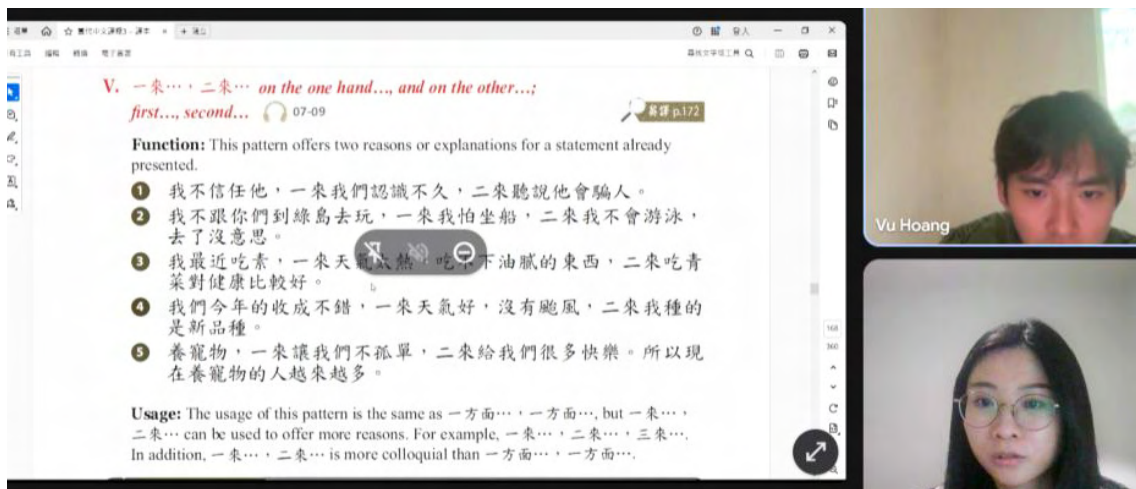 登入
V. 一來…，二來… on the one hand…, and on the other…;
first…, second… 07-09
英譯 p.172
Function: This pattern offers two reasons or explanations for a statement already
presented.
1 我不信任他，一來我們認識不久，二來聽說他會騙人。
2 我不跟你們到綠島去玩，一來我怕坐船，二來我不會游泳，
去了沒意思。
3 我最近吃素，一來天氣太熱，吃不下油膩的東西，二來吃青
菜對健康比較好。
4 我們今年的收成不錯，一來天氣好，沒有颱風，二來我種的
是新品種。
5 養寵物，一來讓我們不孤單，二來給我們很多快樂。所以現
在養寵物的人越來越多。
Usage: The usage of this pattern is the same as 一方面…，一方面…, but 一來…，
二來… can be used to offer more reasons. For example, 一來…，二來…，三來….
In addition, 一來…，二來… is more colloquial than 一方面…，一方面….
168
360
Vu Hoang